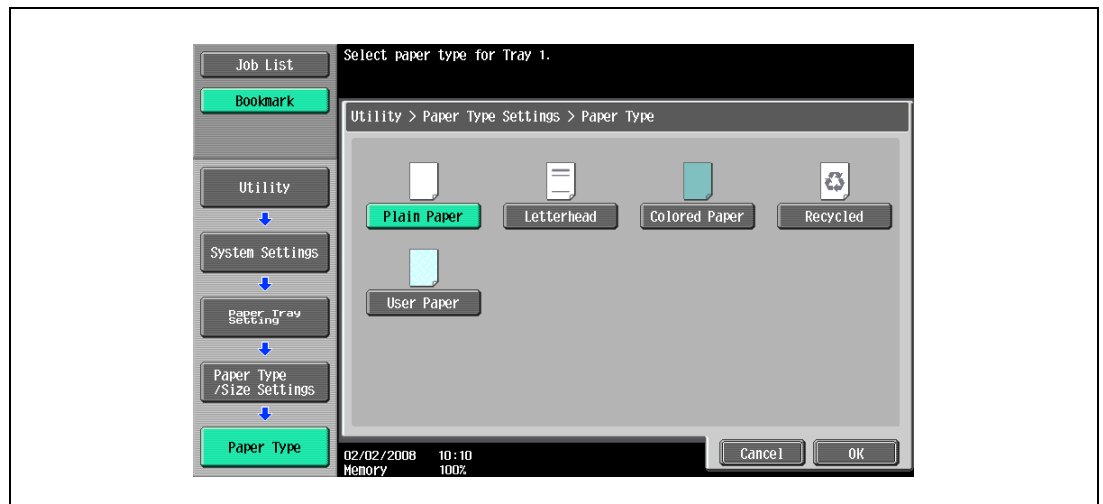 Job List
Bookmark
Utility
System Settings
Paper Tray
Setting
Paper Type
/Size Settings
Paper Type
Select paper type for Tray 1.
Utility > Paper Type Settings > Paper Type
Plain Paper
Letterhead
Colored Paper
Recycled
User Paper
02/02/2008 10:10
Memory 100%
Cancel
OK